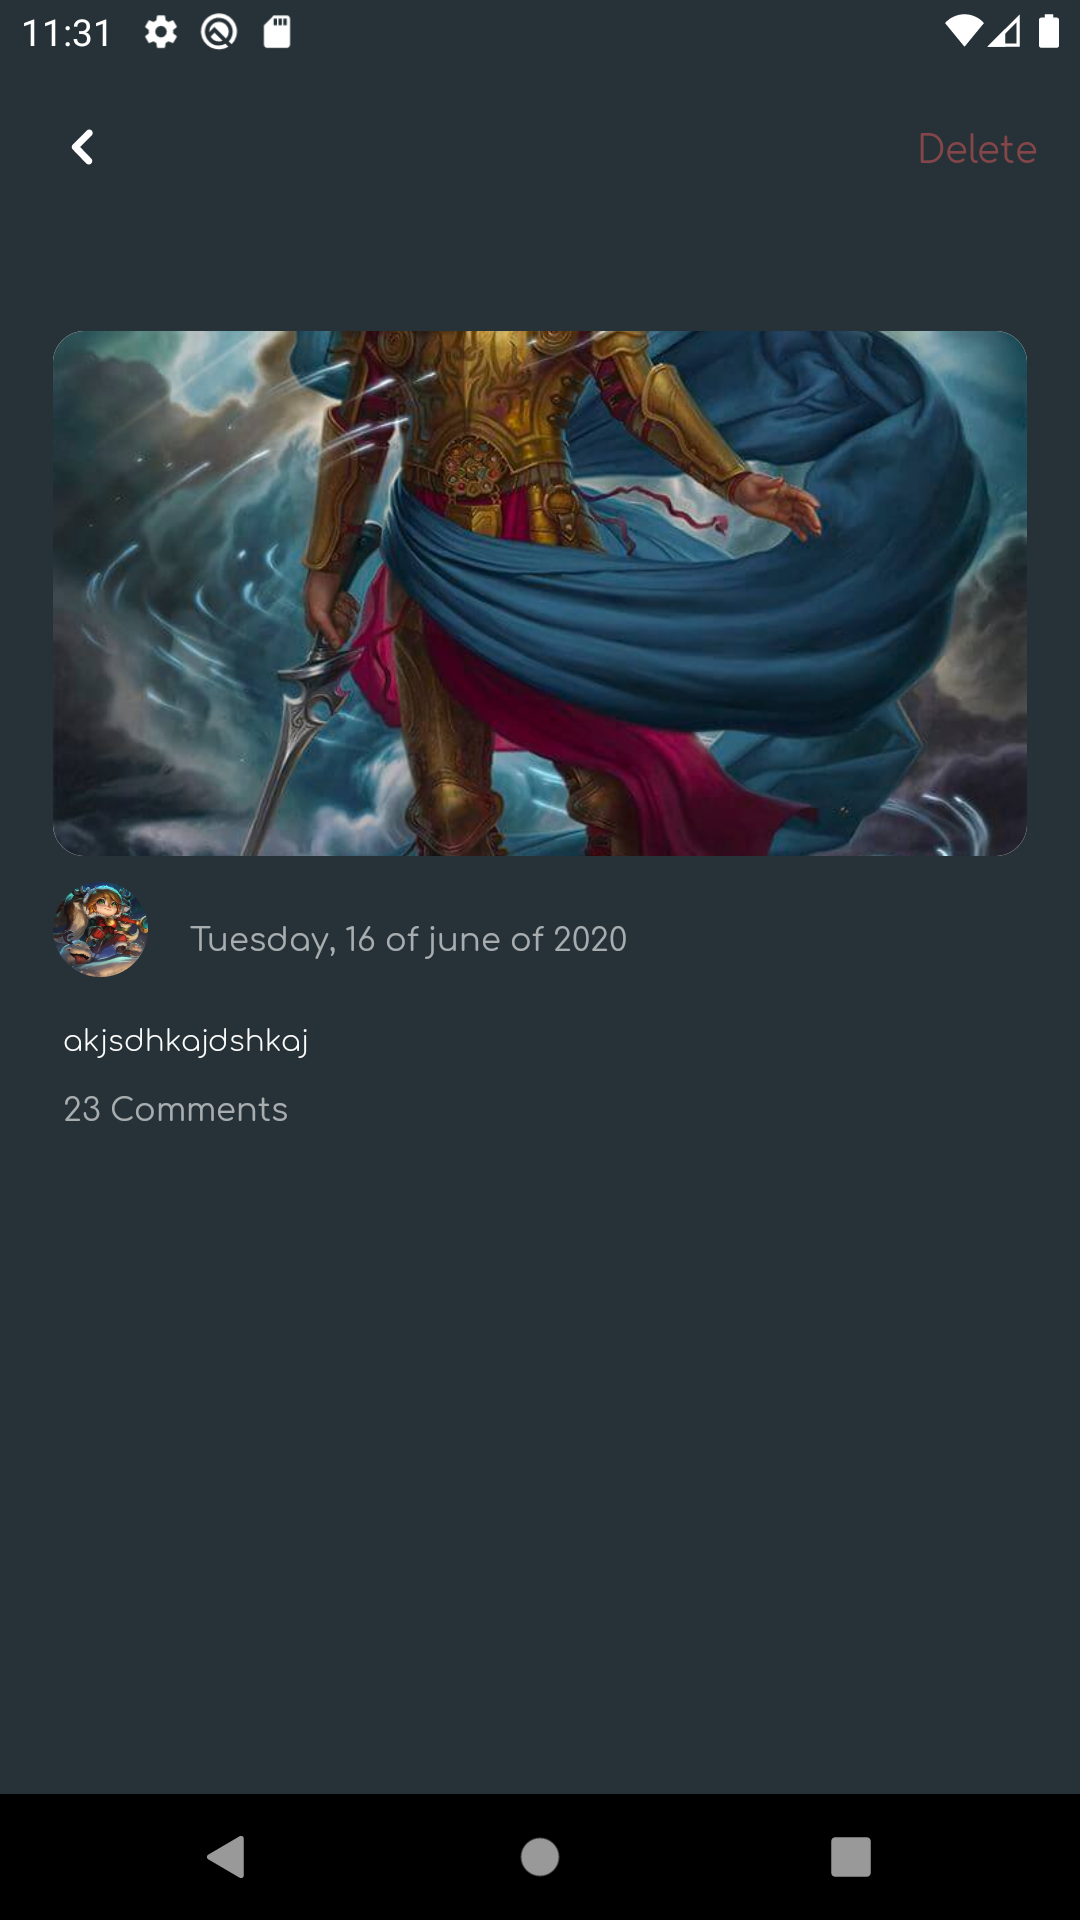 11:31
Delete
Tuesday, 16 of june of 2020
akjsdhkajdshkaj
23 Comments